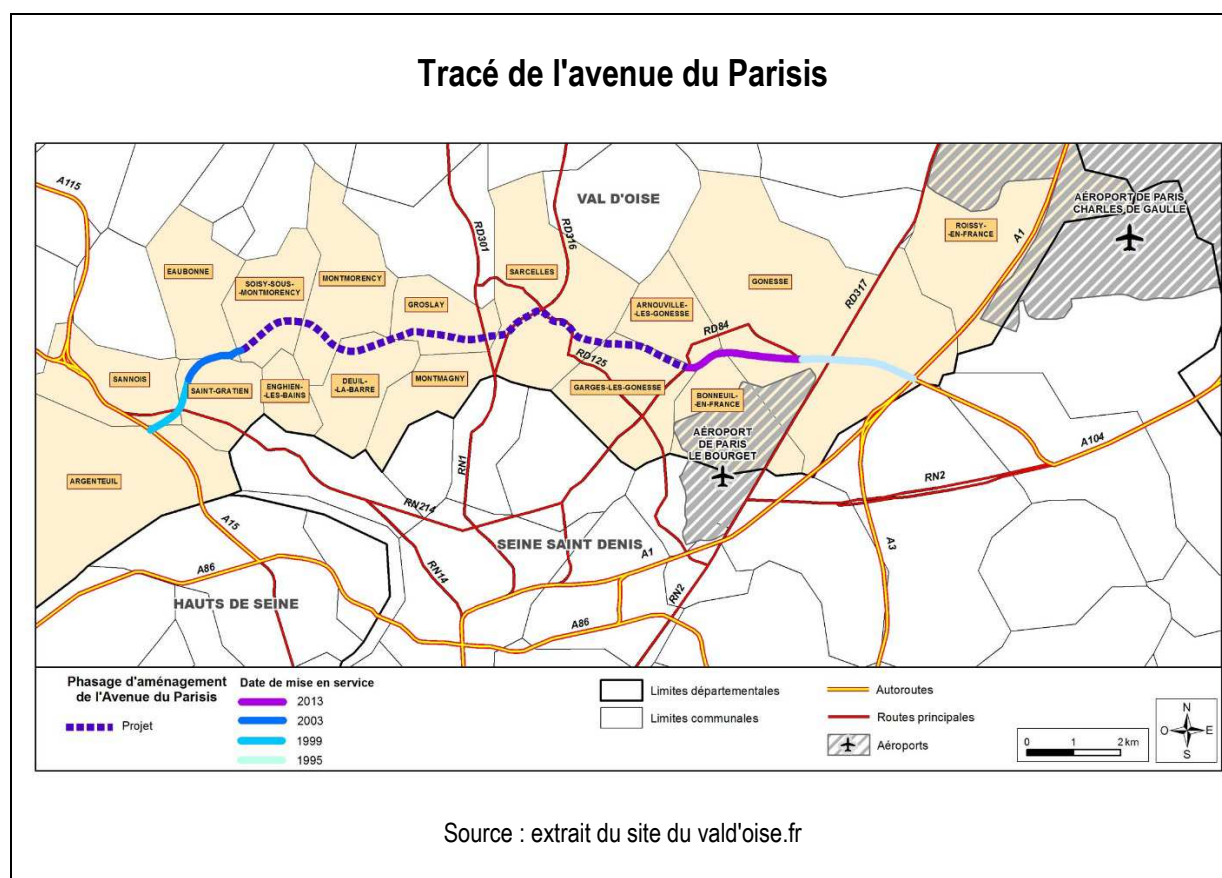 Tracé de l'avenue du Parisis
A115
VAL D'OISE
AÉROPORT DE PARIS
CHARLES DE GAULLE
ROISSY-
-EN-FRANCE
A1
RD301
RD316
RD317
EAUBONNE
SOISY-SOUS-
-MONTMORENCY
MONTMORENCY
GROSLAY
SARCELLES
ARNOUVILLE-
-LES-GONESSE
GONESSE
RD84
RD125
SANNOIS
SAINT-GRATIEN
ENGHIEN-
-LES-BAINS
DEUIL-
-LA-BARRE
MONTMAGNY
GARGES-LES-GONESSE
BONNEUIL-
-EN-FRANCE
AÉROPORT
DE PARIS
LE BOURGET
ARGENTEUIL
RN1
RN214
A104
RN2
A15
SEINE SAINT DENIS
A1
A3
A86
RN14
RN2
HAUTS DE SEINE
A86
Phasage d'aménagement
de l'Avenue du Parisis
Projet
Date de mise en service
2013
2003
1999
1995
Limites départementales
Limites communales
Autoroutes
Routes principales
Aéroports
0 1 2 km
N
O E
S
Source : extrait du site du vald'oise.fr